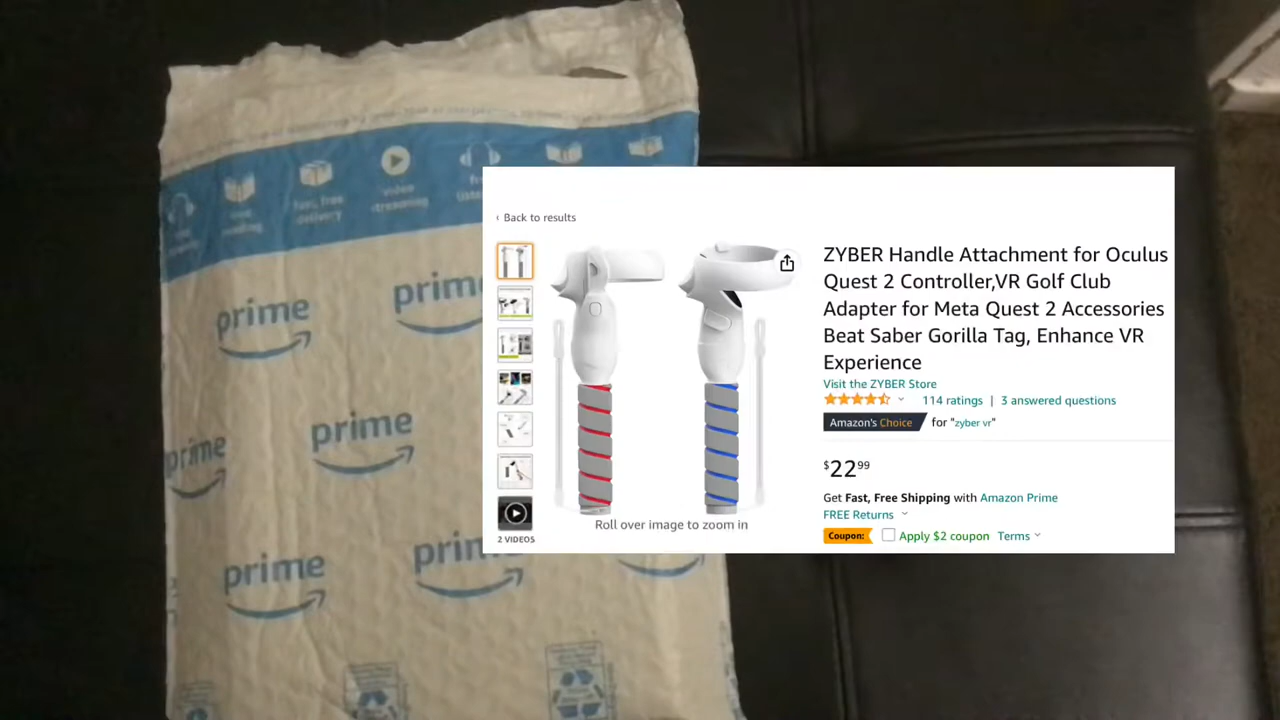 video
streaming
fast, free
delivery
prime
prime
prime
prime
prime
prime
‹ Back to results
ZYBER Handle Attachment for Oculus
Quest 2 Controller,VR Golf Club
Adapter for Meta Quest 2 Accessories
Beat Saber Gorilla Tag, Enhance VR
Experience
Visit the ZYBER Store
114 ratings | 3 answered questions
Amazon's Choice for "zyber vr"
$22 99
Get Fast, Free Shipping with Amazon Prime
FREE Returns
Coupon: Apply $2 coupon Terms
Roll over image to zoom in
2 VIDEOS